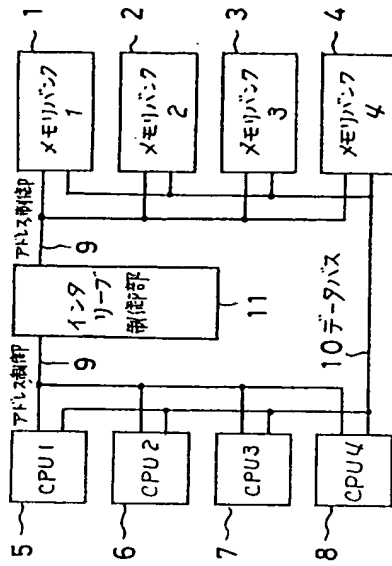 5
CPU1
6
CPU2
7
CPU3
8
CPU4
アドレス制御
9
インタ
リーブ
制御部
11
アドレス制御
9
10データバス
メモリバンク
1
1
メモリバンク
2
2
メモリバンク
3
3
メモリバンク
4
4